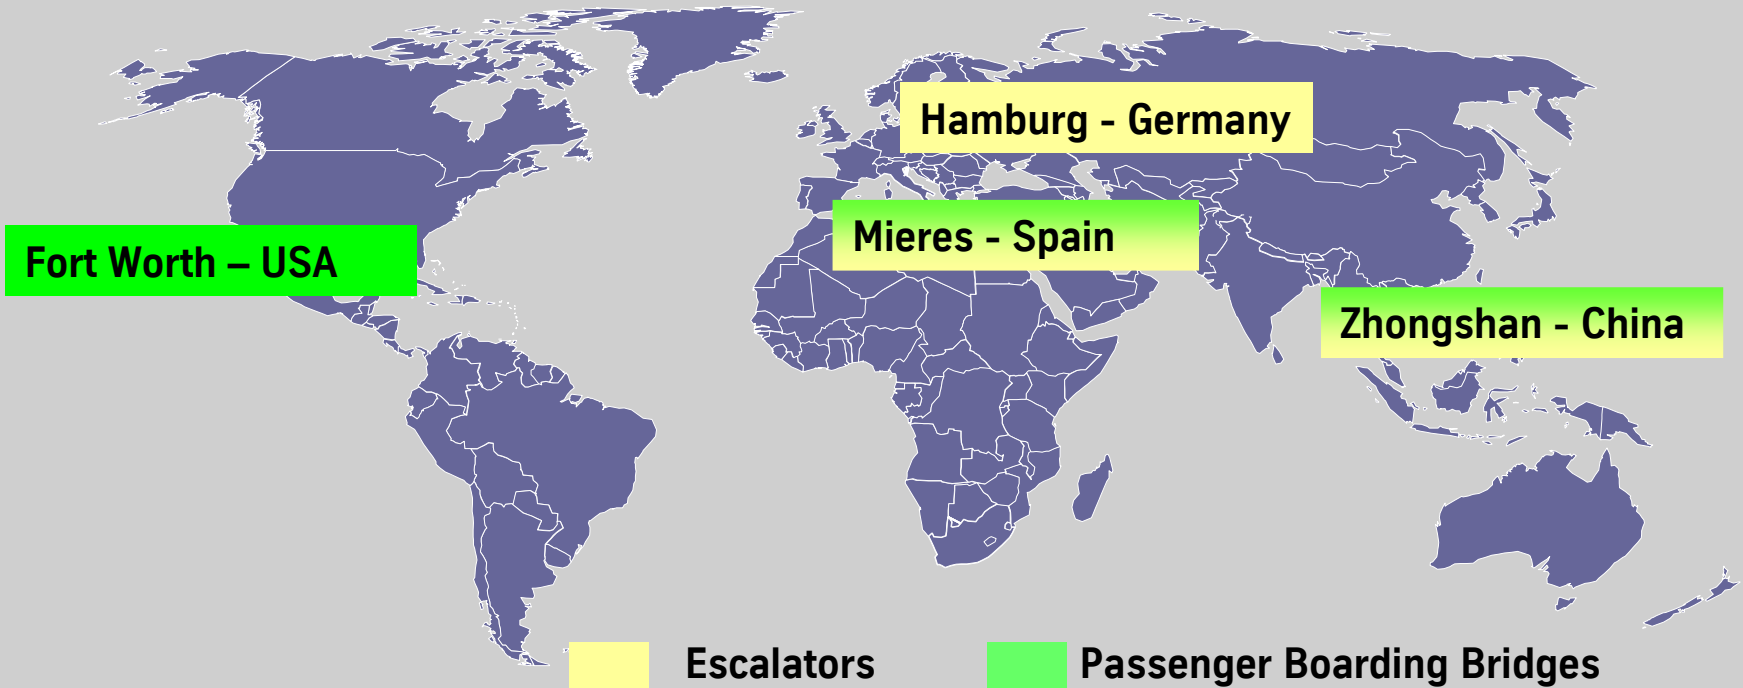 Hamburg - Germany
Mieres - Spain
Fort Worth – USA
Zhongshan - China
Escalators
Passenger Boarding Bridges